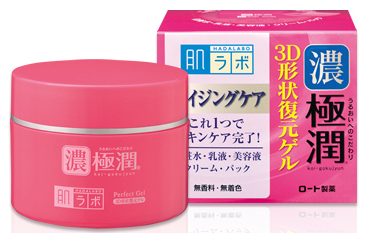 HADALABO
肌ラボ
イジングケア
これ1つで
キンケア完了!
粧水・乳液・美容液
クリーム・パック
無香料・無着色
3D形状復元ゲル
濃
うるおいへのこだわり
極潤
koi-gokujyun
ロート製薬
濃
極潤
HADALABO
肌ラボ
Perfect Gel